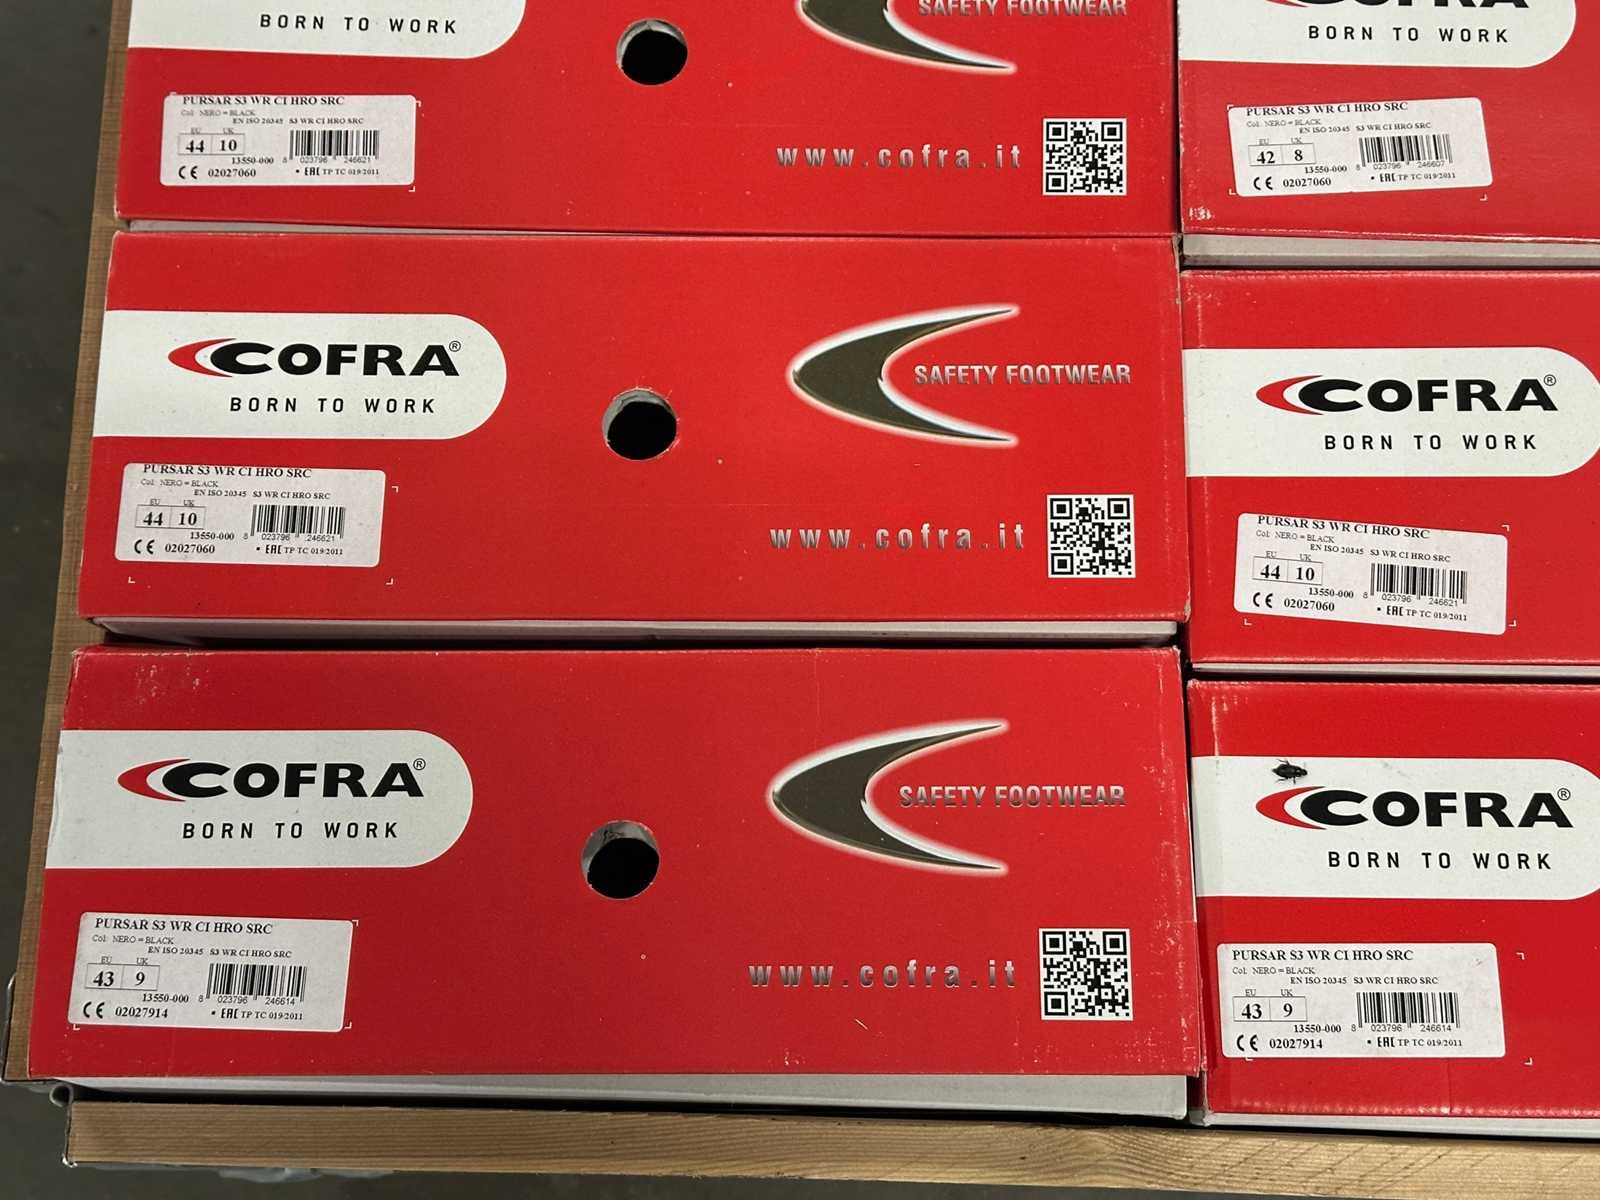 BORN TO WORK
SAFETY FOOTWEAR
PURSAR S3 WR CI HRO SRC
Col: NERO = BLACK
EN ISO 20345 S3 WR CI HRO SRC
EU UK
44 10
13550-000 8 023796 246621
CE 02027060 • EAC TP TC 019/2011
www.cofra.it
COFRA
BORN TO WORK
PURSAR S3 WR CI HRO SRC
Col: NERO = BLACK
EN ISO 20345 S3 WR CI HRO SRC
EU UK
42 8
13550-000 8 023796 246607
CE 02027060 • EAC TP TC 019/2011
COFRA®
BORN TO WORK
SAFETY FOOTWEAR
PURSAR S3 WR CI HRO SRC
Col: NERO = BLACK
EN ISO 20345 S3 WR CI HRO SRC
EU UK
44 10
13550-000 8 023796 246621
CE 02027060 • EAC TP TC 019/2011
www.cofra.it
COFRA®
BORN TO WORK
PURSAR S3 WR CI HRO SRC
Col: NERO = BLACK
EN ISO 20345 S3 WR CI HRO SRC
EU UK
44 10
13550-000 8 023796 246621
CE 02027060 • EAC TP TC 019/2011
COFRA®
BORN TO WORK
SAFETY FOOTWEAR
PURSAR S3 WR CI HRO SRC
Col: NERO = BLACK
EN ISO 20345 S3 WR CI HRO SRC
EU UK
43 9
13550-000 8 023796 246614
CE 02027914 • EAC TP TC 019/2011
www.cofra.it
COFRA®
BORN TO WORK
PURSAR S3 WR CI HRO SRC
Col: NERO = BLACK
EN ISO 20345 S3 WR CI HRO SRC
EU UK
43 9
13550-000 8 023796 246614
CE 02027914 • EAC TP TC 019/2011